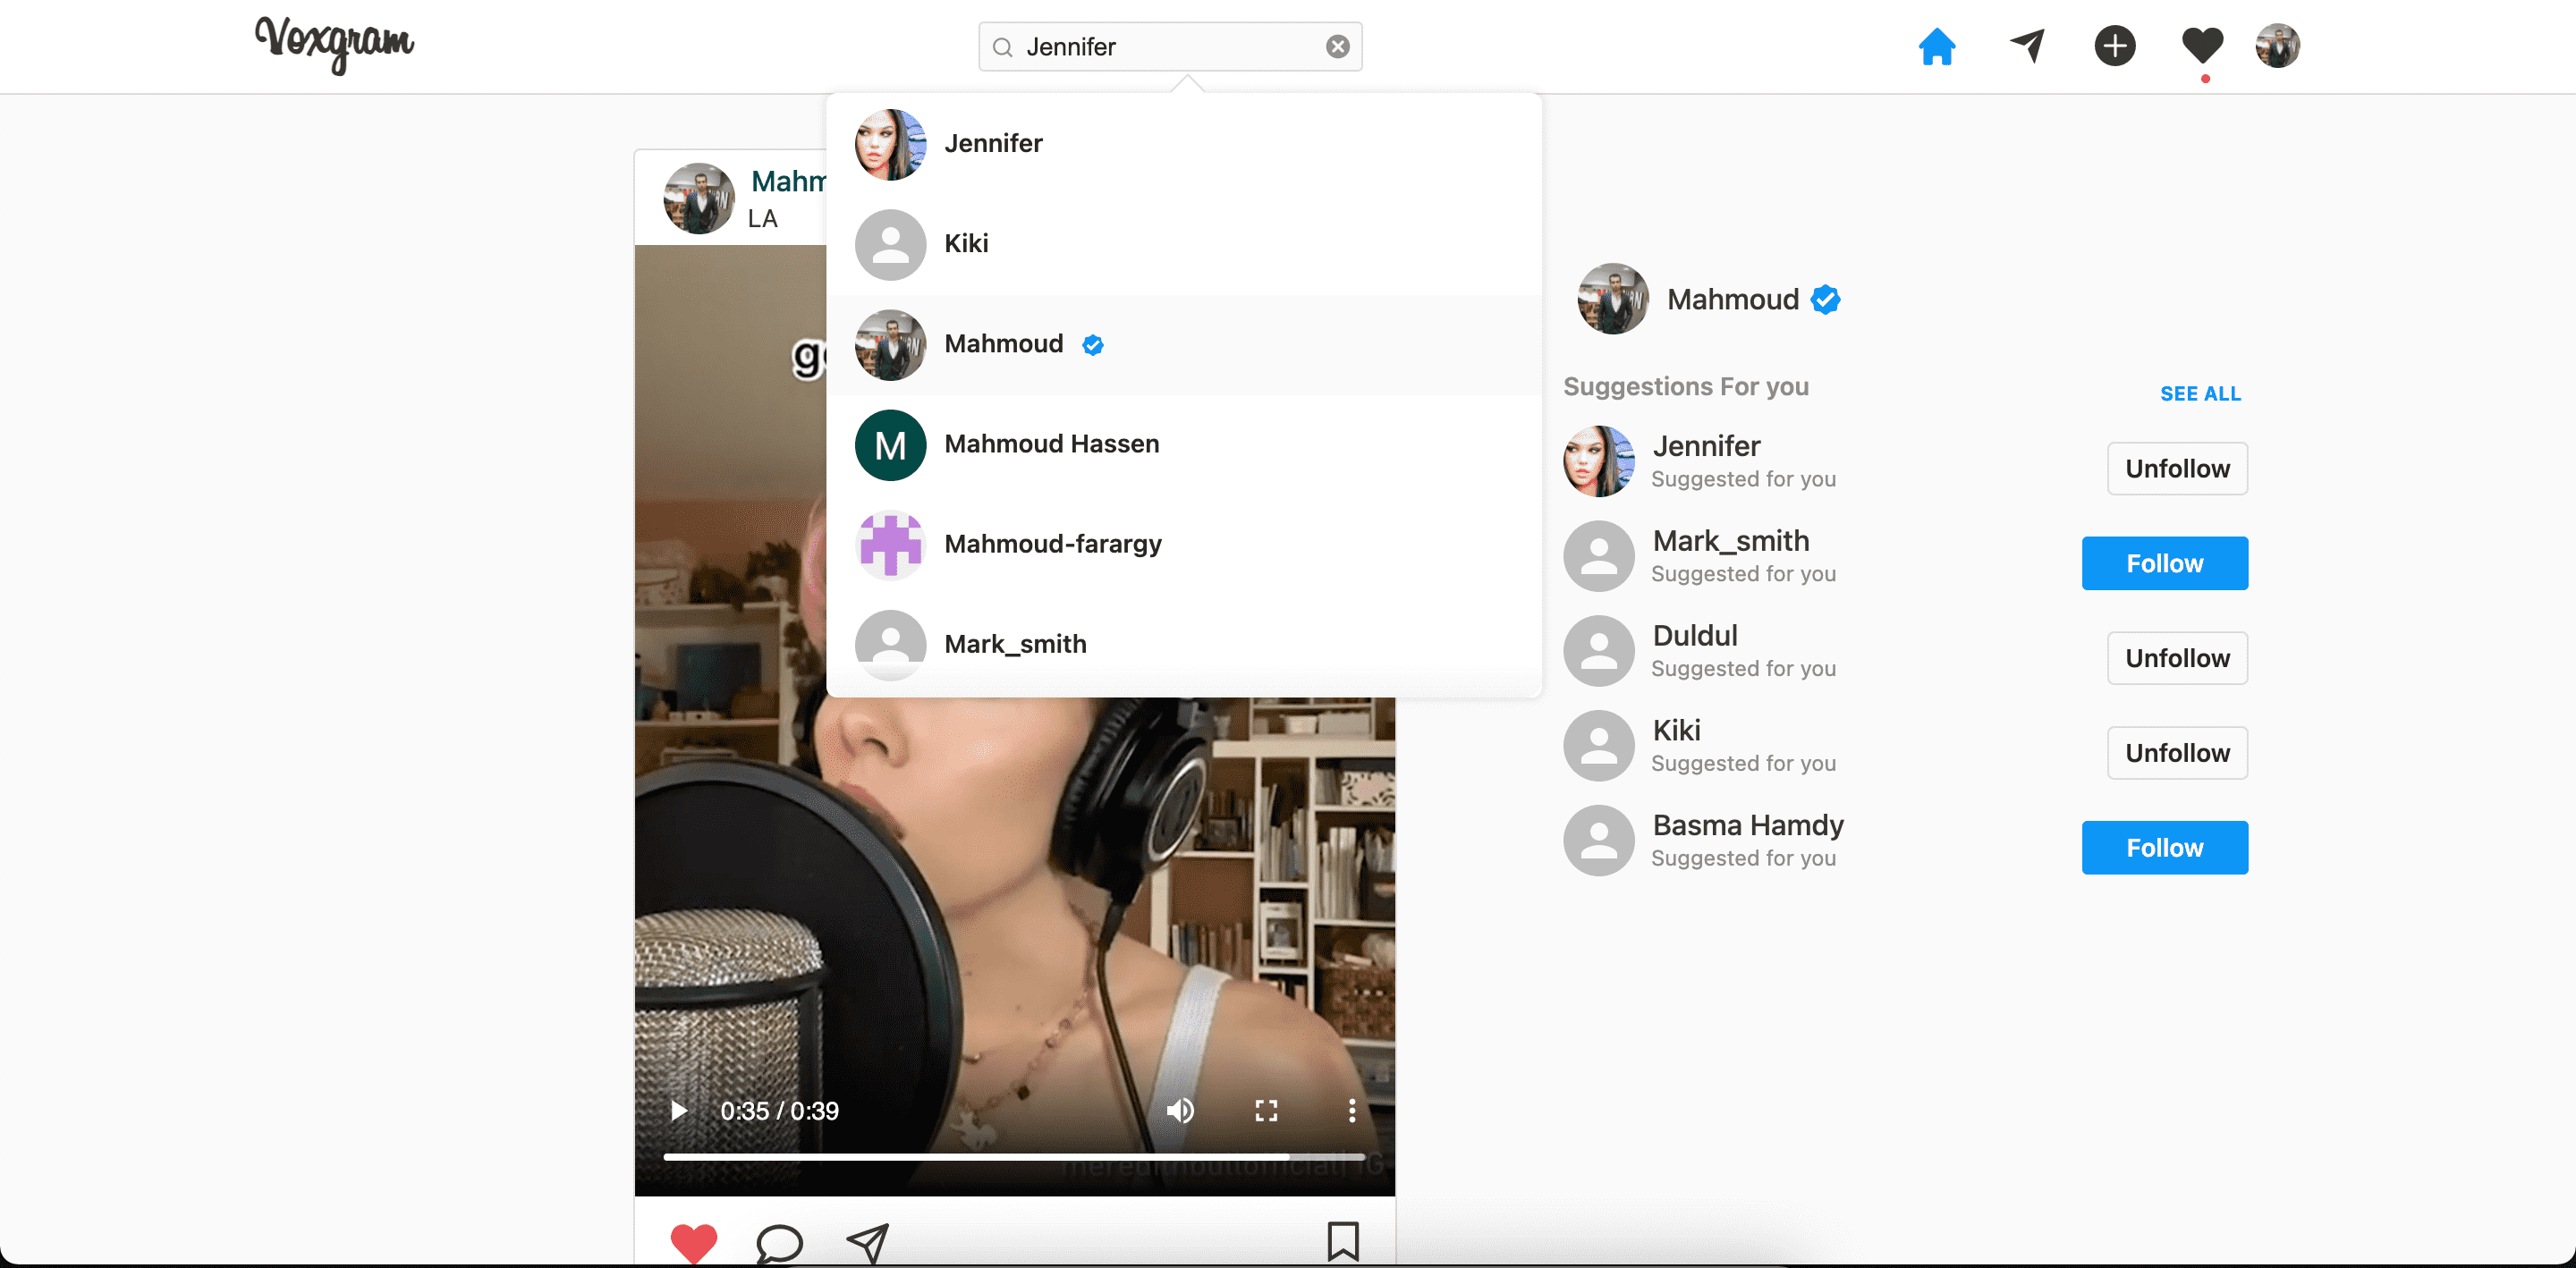 Voxgram
Jennifer
Jennifer
Kiki
Mahmoud
Mahmoud Hassen
M
Mahmoud-farargy
Mark_smith
LA
0:35 / 0:39
Mahmoud
Suggestions For you
SEE ALL
Jennifer
Suggested for you
Unfollow
Mark_smith
Suggested for you
Follow
Duldul
Suggested for you
Unfollow
Kiki
Suggested for you
Unfollow
Basma Hamdy
Suggested for you
Follow